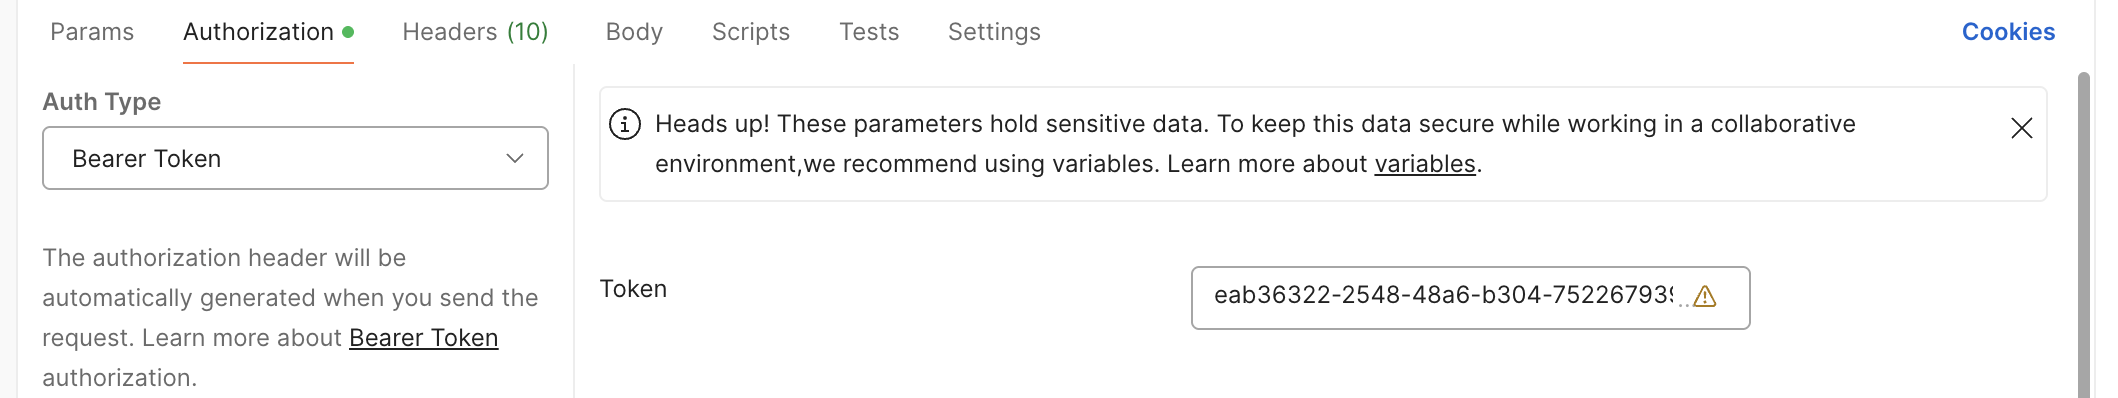 Params Authorization Headers (10) Body Scripts Tests Settings Cookies
Auth Type
Bearer Token
The authorization header will be
automatically generated when you send the
request. Learn more about Bearer Token
authorization.
Heads up! These parameters hold sensitive data. To keep this data secure while working in a collaborative
environment,we recommend using variables. Learn more about variables.
Token
eab36322-2548-48a6-b304-752267939...